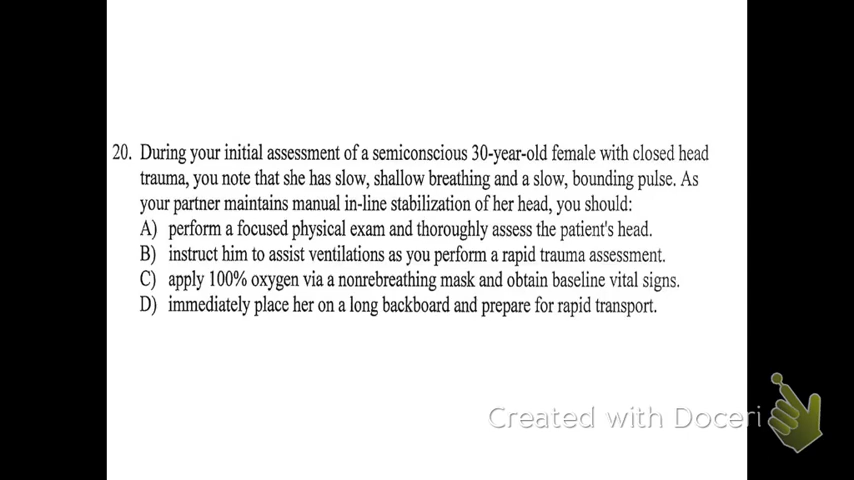 20. During your initial assessment of a semiconscious 30-year-old female with closed head
trauma, you note that she has slow, shallow breathing and a slow, bounding pulse. As
your partner maintains manual in-line stabilization of her head, you should:
A) perform a focused physical exam and thoroughly assess the patient's head.
B) instruct him to assist ventilations as you perform a rapid trauma assessment.
C) apply 100% oxygen via a nonrebreathing mask and obtain baseline vital signs.
D) immediately place her on a long backboard and prepare for rapid transport.
Created with Doceri